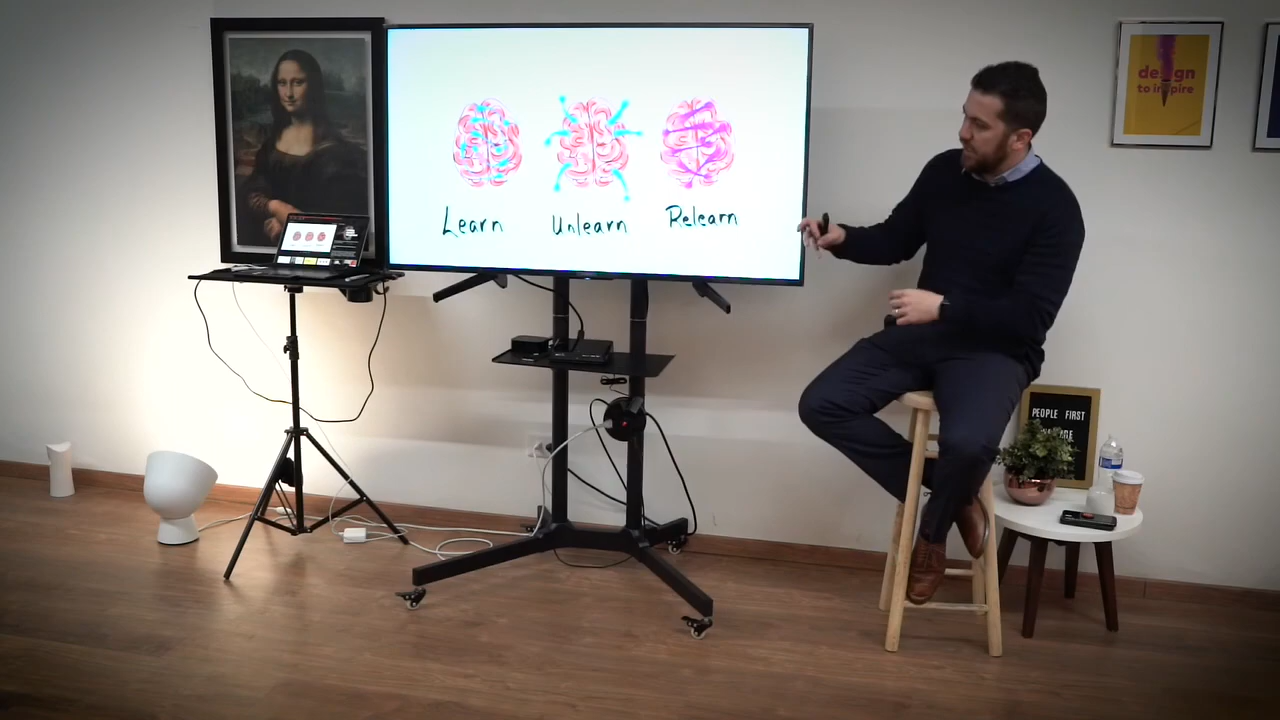 Learn
Unlearn
Relearn
design
to inspire
PEOPLE FIRST